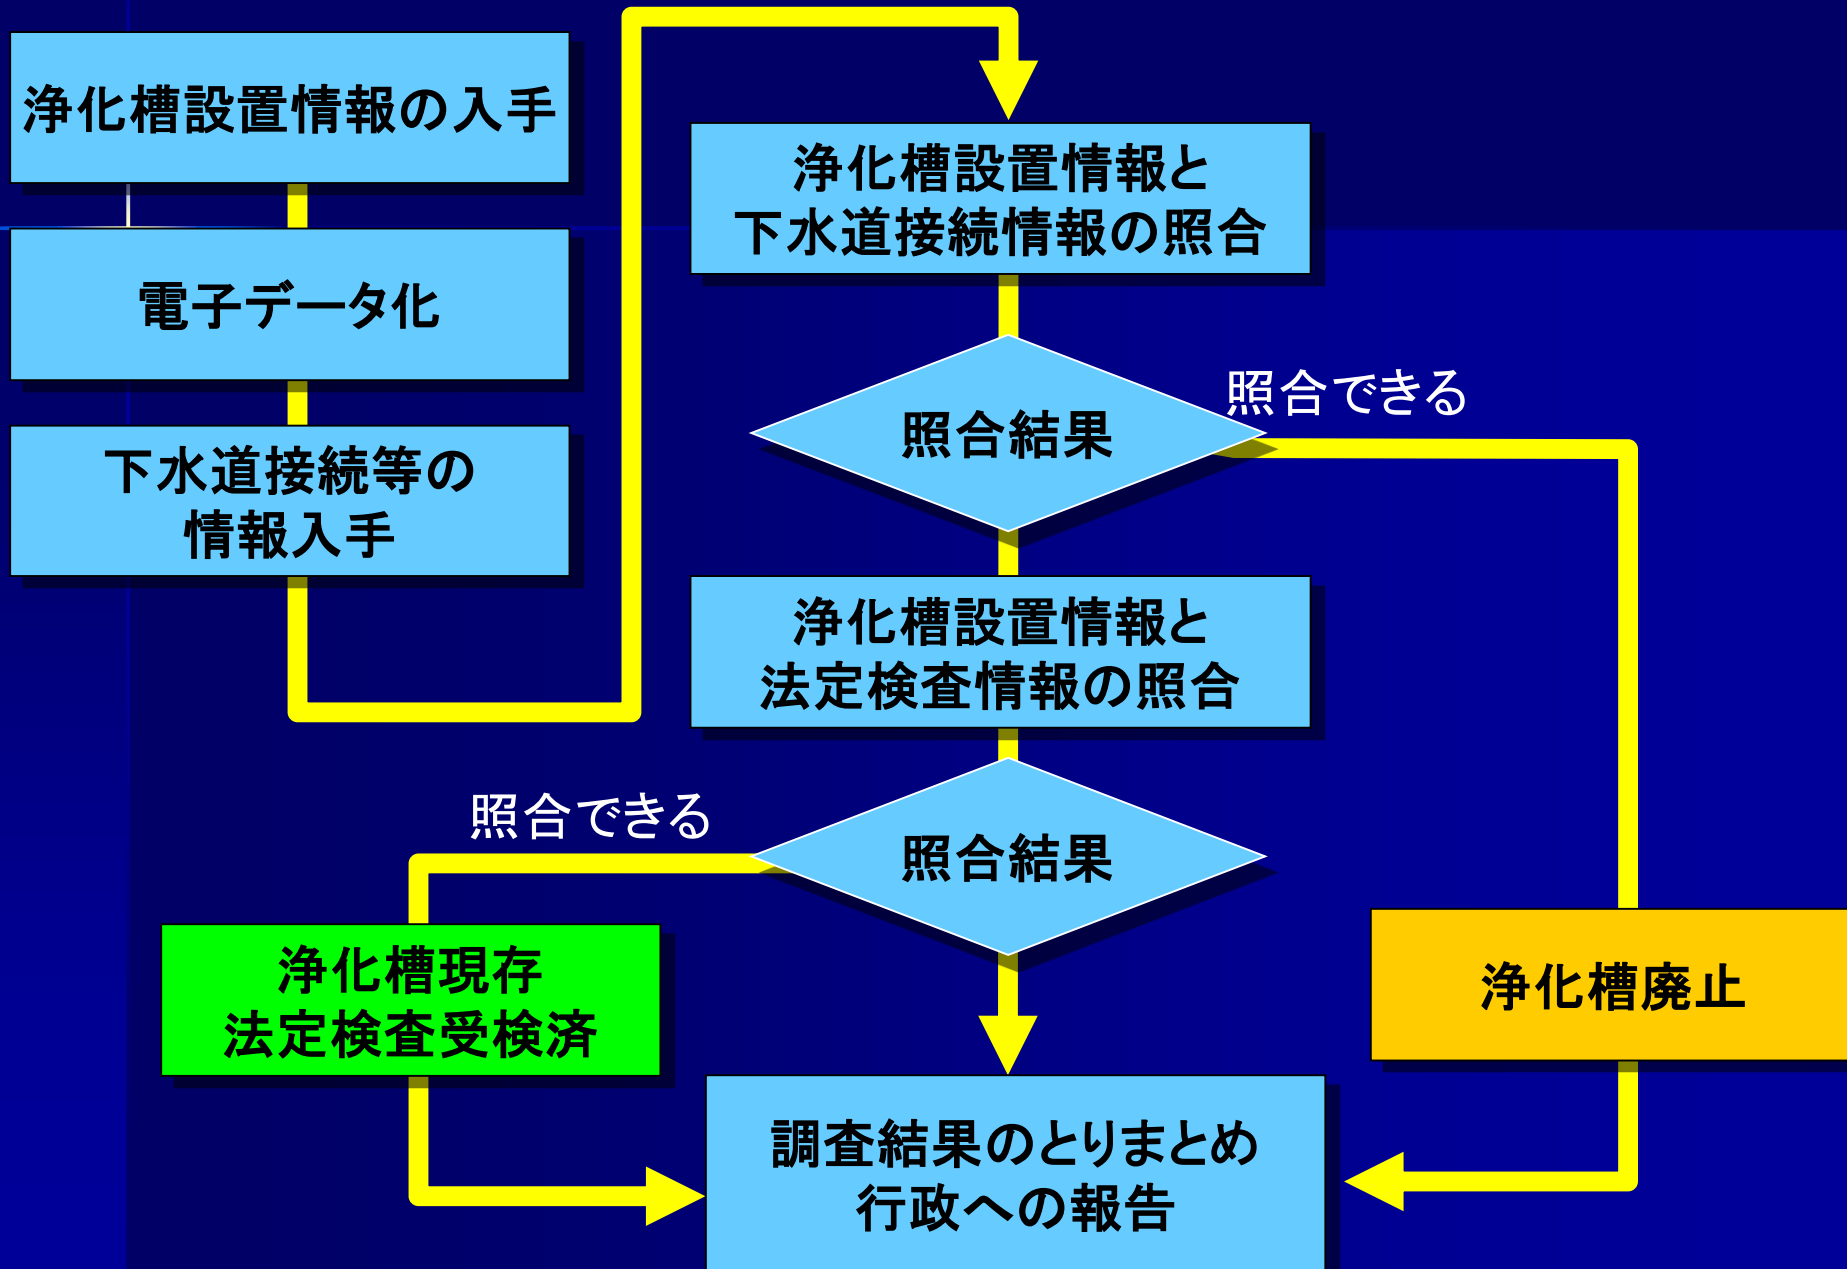 浄化槽設置情報の入手
電子データ化
下水道接続等の
情報入手
浄化槽設置情報と
下水道接続情報の照合
照合結果
照合できる
浄化槽設置情報と
法定検査情報の照合
照合結果
照合できる
浄化槽現存
法定検査受検済
浄化槽廃止
調査結果のとりまとめ
行政への報告